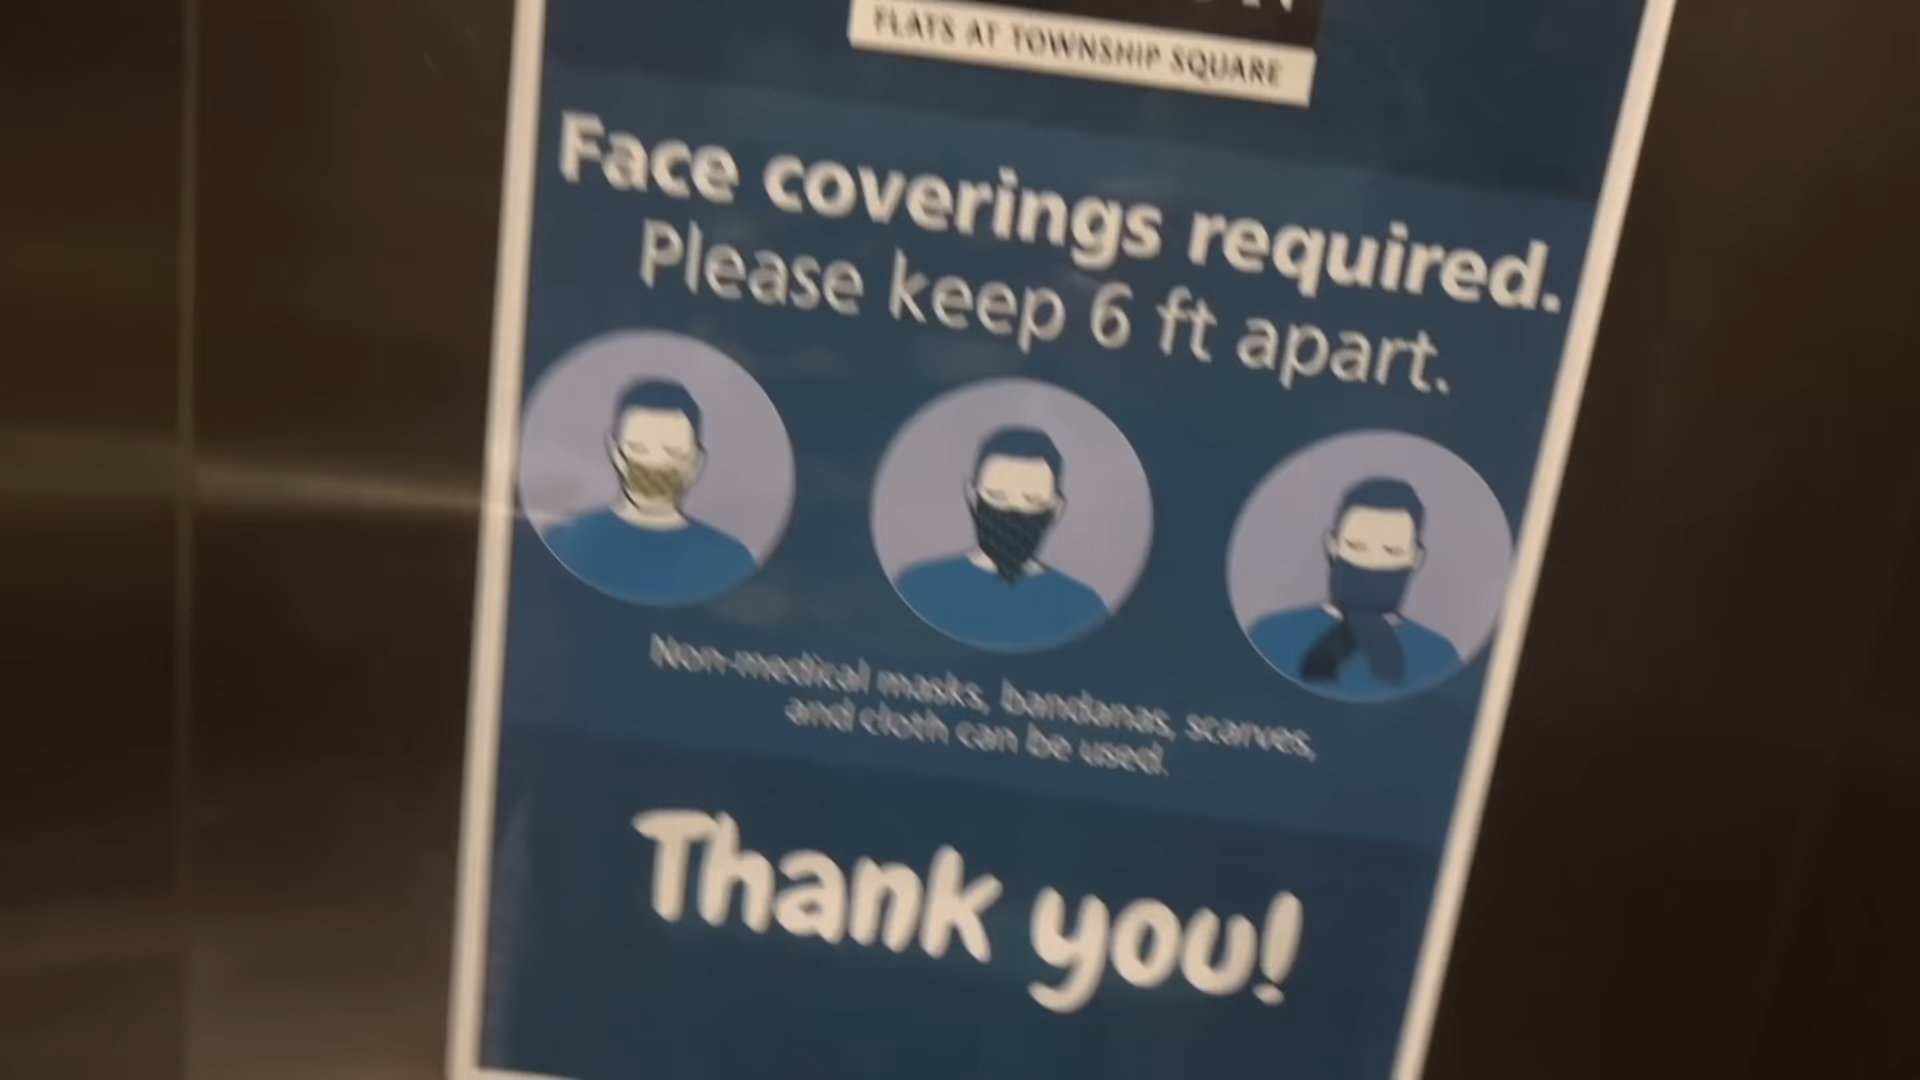 FLATS AT TOWNSHIP SQUARE
Face coverings required.
Please keep 6 ft apart.
Non-medical masks, bandanas, scarves,
and cloth can be used.
Thank you!